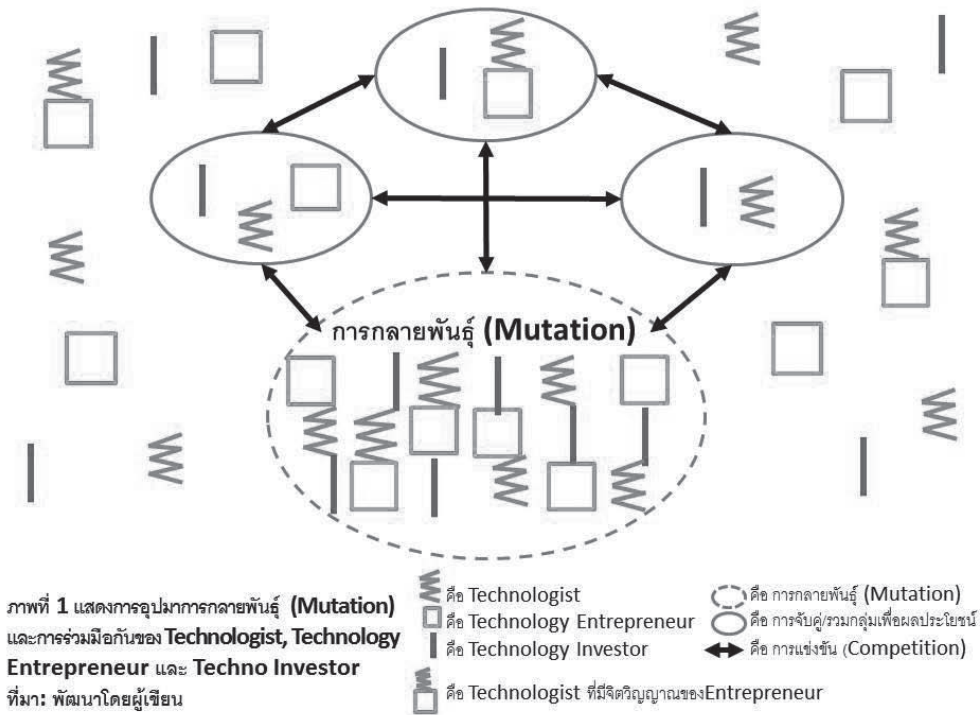 การกลายพันธุ์ (Mutation)
ภาพที่ 1 แสดงการอุปมาการกลายพันธุ์ (Mutation)
และการร่วมมือกันของ Technologist, Technology
Entrepreneur และ Techno Investor
ที่มา: พัฒนาโดยผู้เขียน
คือ Technologist
คือ Technology Entrepreneur
คือ Technology Investor
คือ Technologist ที่มีจิตวิญญาณของEntrepreneur
คือ การกลายพันธุ์ (Mutation)
คือ การจับคู่/รวมกลุ่มเพื่อผลประโยชน์
คือ การแข่งขัน (Competition)